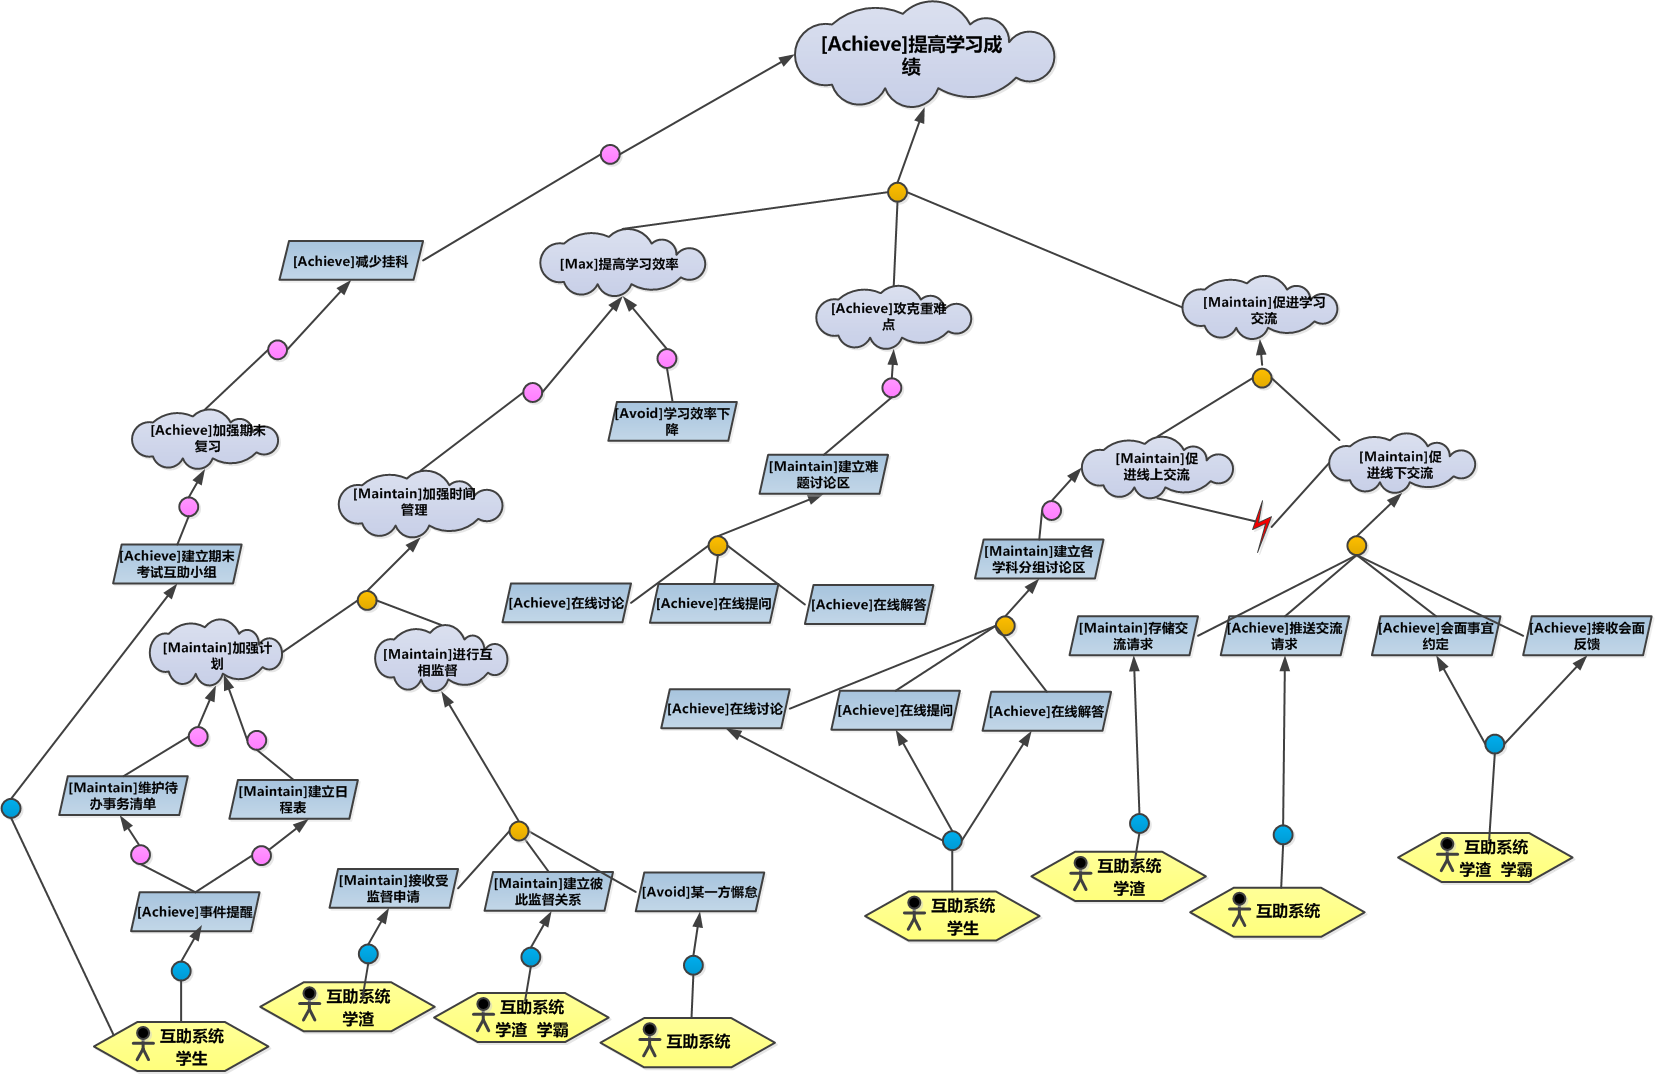 [Achieve]提高学习成
绩
[Achieve]减少挂科
[Max]提高学习效率
[Achieve]攻克重难
点
[Maintain]促进学习
交流
[Avoid]学习效率下
降
[Achieve]加强期末
复习
[Maintain]加强时间
管理
[Maintain]建立难
题讨论区
[Maintain]促
进线上交流
[Maintain]促
进线下交流
[Achieve]建立期末
考试互助小组
[Maintain]建立各
学科分组讨论区
[Achieve]在线讨论
[Achieve]在线提问
[Achieve]在线解答
[Maintain]存储交
流请求
[Achieve]推送交流
请求
[Achieve]会面事宜
约定
[Achieve]接收会面
反馈
[Maintain]加强计
划
[Maintain]进行互
相监督
[Achieve]在线讨论
[Achieve]在线提问
[Achieve]在线解答
[Maintain]维护待
办事务清单
[Maintain]建立日
程表
[Achieve]事件提醒
[Maintain]接收受
监督申请
[Maintain]建立彼
此监督关系
[Avoid]某一方懈怠
互助系统
学生
互助系统
学渣
互助系统
互助系统
学渣 学霸
互助系统
学生
互助系统
学渣
互助系统
学渣 学霸
互助系统